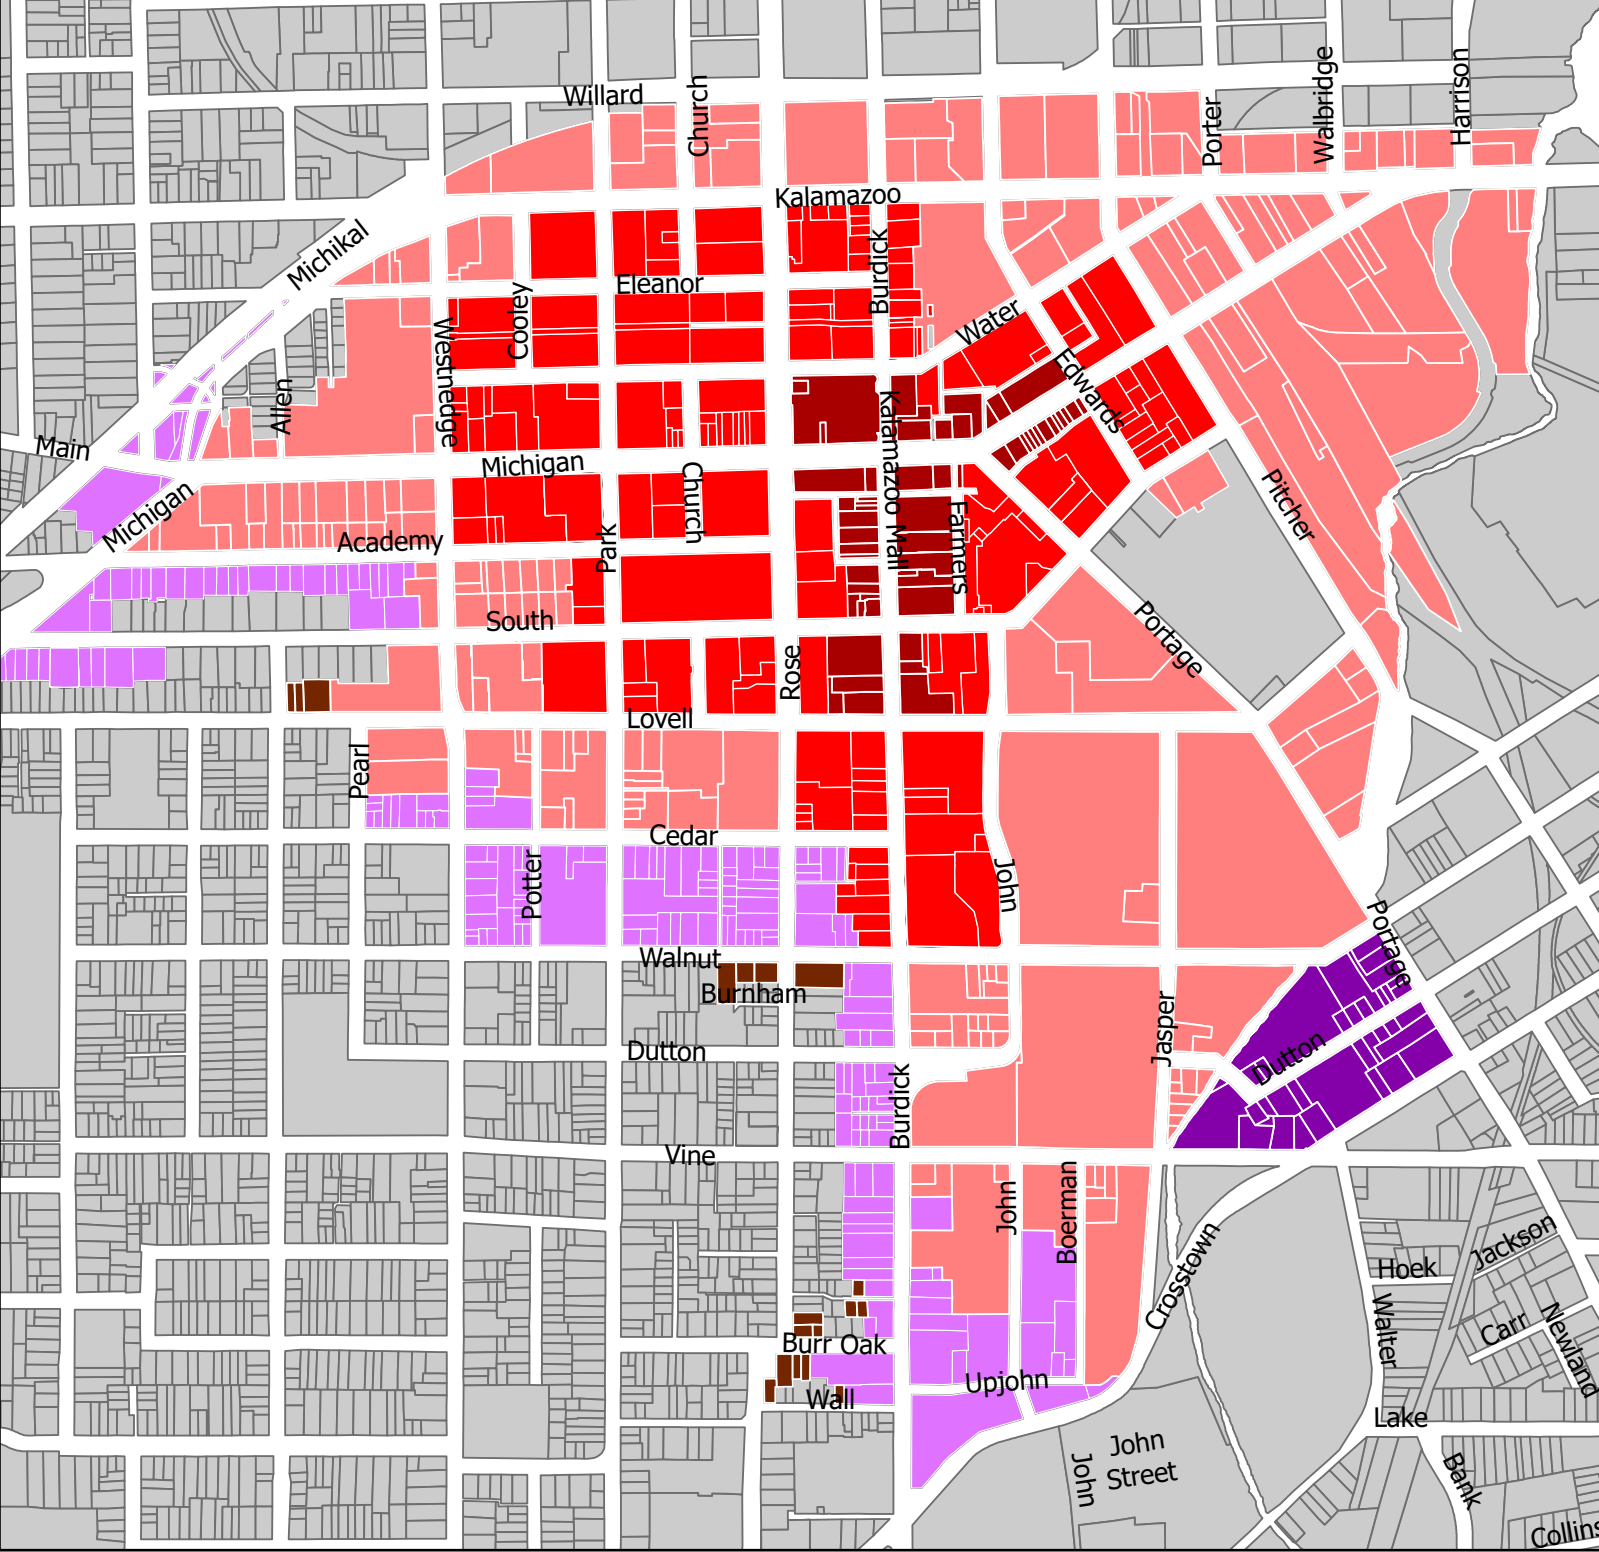 Willard
Church
Porter
Walbridge
Harrison
Kalamazoo
Michikal
Burdick
Eleanor
Cooley
Westnedge
Water
Edwards
Allen
Main
Michigan
Michigan
Church
Kalamazoo Mall
Farmers
Pitcher
Academy
Park
South
Portage
Rose
Lovell
Pearl
Cedar
Potter
John
Portage
Walnut
Burnham
Jasper
Dutton
Dutton
Burdick
Vine
John
Boerman
Crosstown
Hoek
Jackson
Walter
Carr
Newland
Burr Oak
Upjohn
Wall
Lake
John
John
Street
Bank
Collins